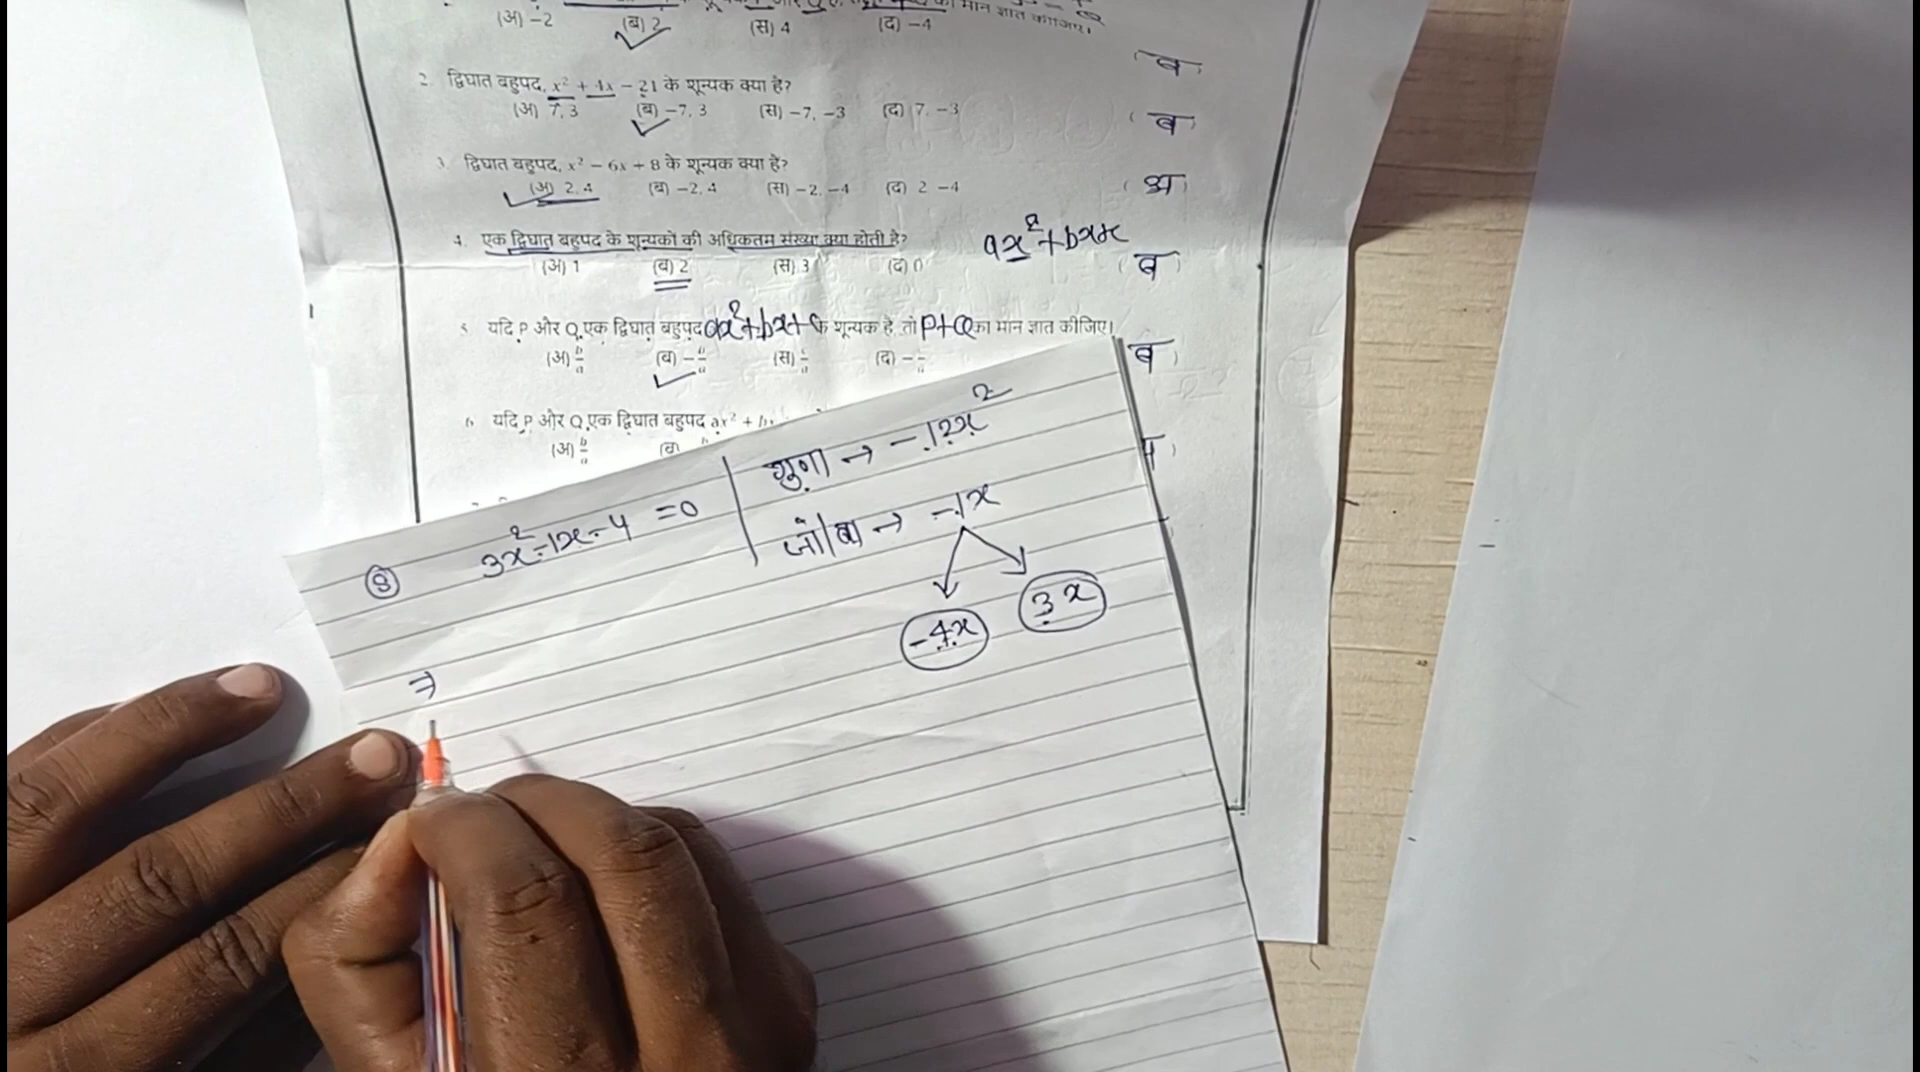 (अ) -2 (ब) 2 (स) 4 (द) -4
का मान ज्ञात कीजिए।
(ब)
2. द्विघात बहुपद, x² + 4x - 21 के शून्यक क्या है?
(अ) 7, 3 (ब) -7, 3 (स) -7, -3 (द) 7, -3
(ब)
3. द्विघात बहुपद, x² - 6x + 8 के शून्यक क्या है?
(अ) 2, 4 (ब) -2, 4 (स) -2, -4 (द) 2 -4
(अ)
4. एक द्विघात बहुपद के शून्यकों की अधिकतम संख्या क्या होती है?
ax²+bx+c
(अ) 1 (ब) 2 (स) 3 (द) 0
(ब)
5. यदि P और Q एक द्विघात बहुपद ax²+bx+c के शून्यक है, तो P+Q का मान ज्ञात कीजिए।
(अ) b/a (ब) -b/a (स) c/a (द) -
ब)
6. यदि P और Q एक द्विघात बहुपद ax² +
(अ) b/a (ब)
⑧ 3x²-1x-4 =0
गुणा → -12x²
जो/बा → -1x
-4x 3x
⇒